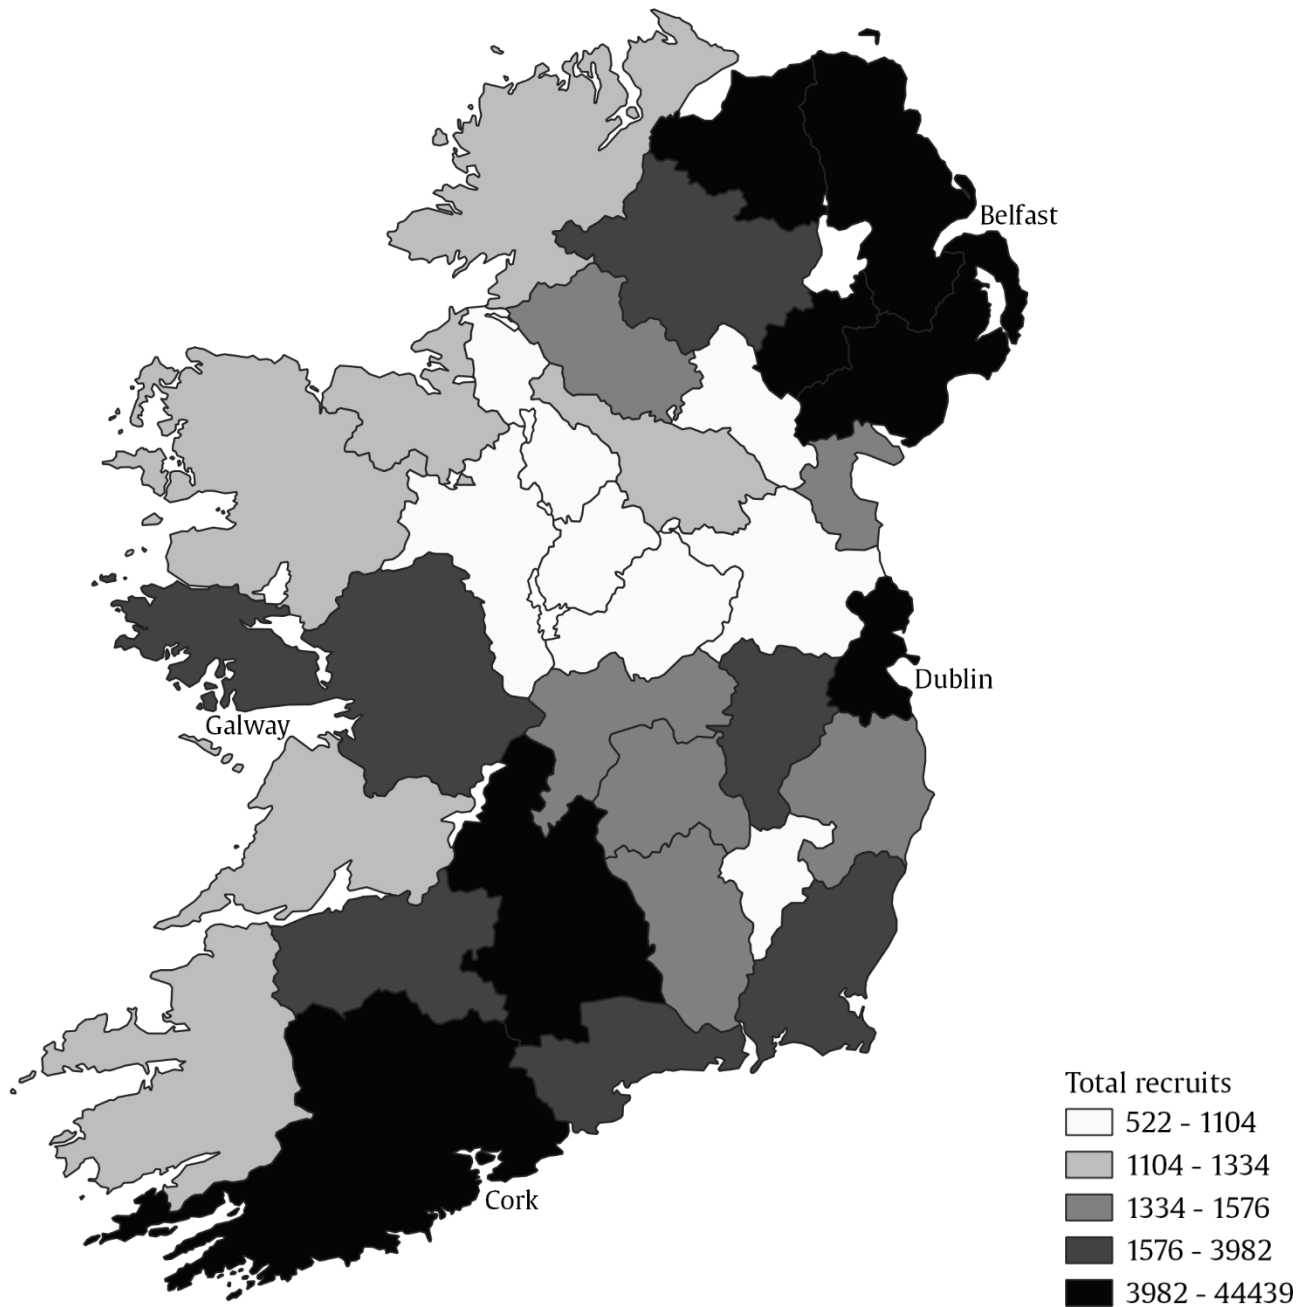 Belfast
Dublin
Galway
Cork
Total recruits
522 - 1104
1104 - 1334
1334 - 1576
1576 - 3982
3982 - 44439